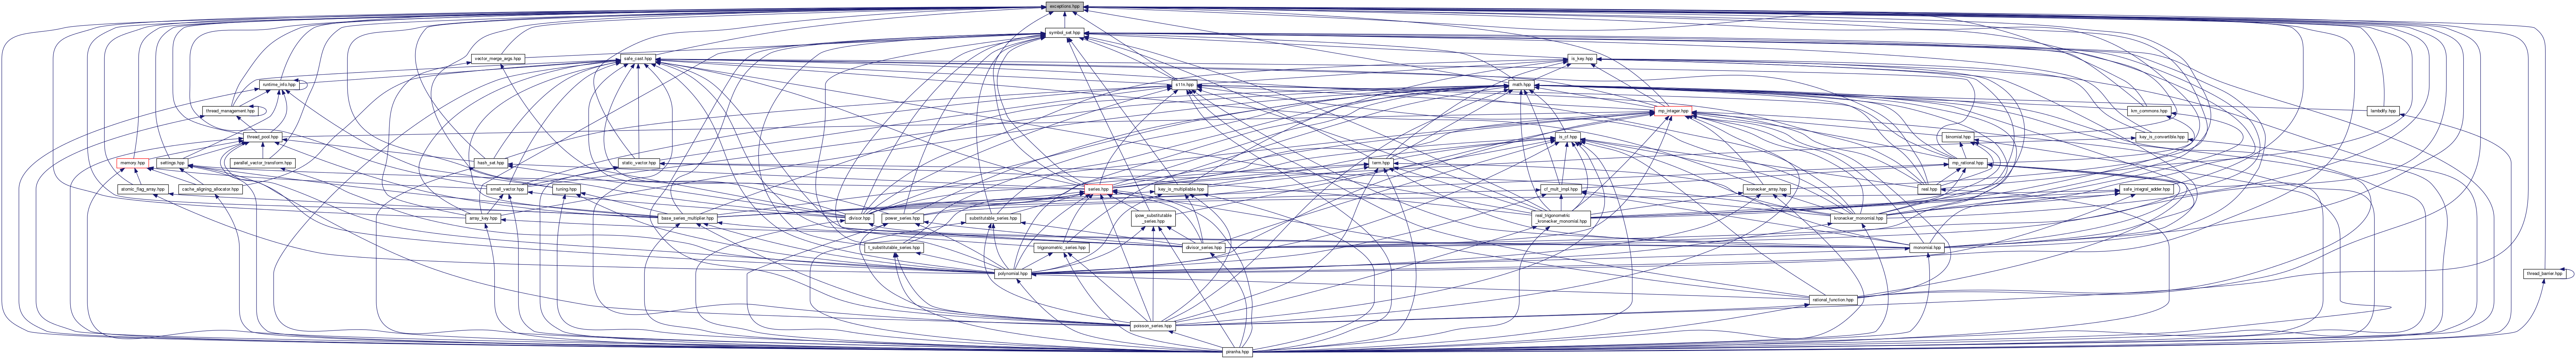 exceptions.hpp
symbol_set.hpp
vector_merge_args.hpp
safe_cast.hpp
is_key.hpp
runtime_info.hpp
math.hpp
thread_management.hpp
mp_integer.hpp
km_commons.hpp
lambdify.hpp
thread_pool.hpp
is_cf.hpp
binomial.hpp
key_is_convertible.hpp
memory.hpp
settings.hpp
parallel_vector_transform.hpp
hash_set.hpp
static_vector.hpp
term.hpp
mp_rational.hpp
atomic_flag_array.hpp
cache_aligning_allocator.hpp
small_vector.hpp
tuning.hpp
series.hpp
key_is_multipliable.hpp
cf_mult_impl.hpp
kronecker_array.hpp
real.hpp
safe_integral_adder.hpp
array_key.hpp
base_series_multiplier.hpp
divisor.hpp
power_series.hpp
substitutable_series.hpp
ipow_substitutable
_series.hpp
real_trigonometric
_kronecker_monomial.hpp
kronecker_monomial.hpp
t_substitutable_series.hpp
trigonometric_series.hpp
divisor_series.hpp
monomial.hpp
polynomial.hpp
thread_barrier.hpp
rational_function.hpp
poisson_series.hpp
piranha.hpp